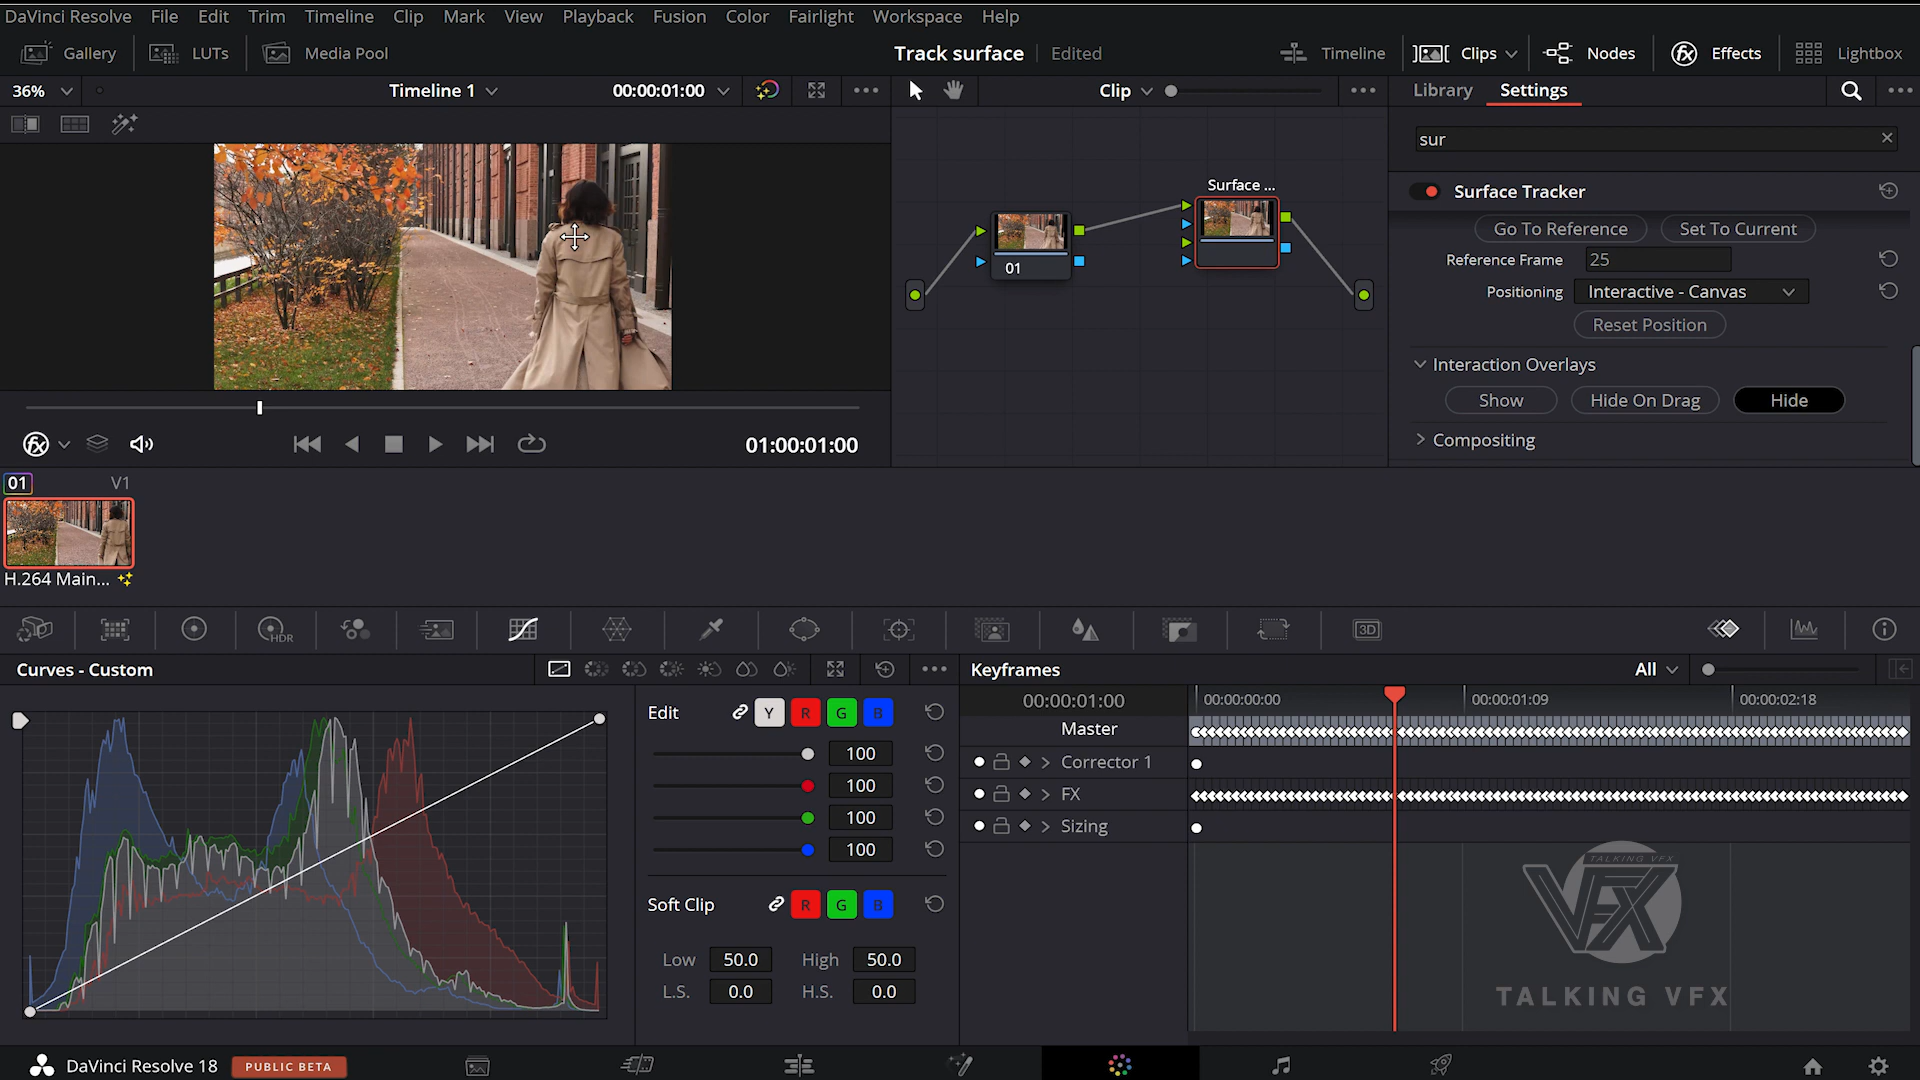 DaVinci Resolve File Edit Trim Timeline Clip Mark View Playback Fusion Color Fairlight Workspace Help
Gallery LUTs Media Pool Track surface Edited Timeline Clips Nodes Effects Lightbox
36% Timeline 1 00:00:01:00 Clip Library Settings
sur
Surface Tracker
Go To Reference Set To Current
Reference Frame 25
Positioning Interactive - Canvas
Reset Position
Interaction Overlays
Show Hide On Drag Hide
Compositing
Surface ...
01
01:00:01:00
01 V1
H.264 Main...
HDR
3D
Curves - Custom
Edit Y R G B
100
100
100
100
Soft Clip R G B
Low 50.0 High 50.0
L.S. 0.0 H.S. 0.0
Keyframes All
00:00:01:00 00:00:00:00 00:00:01:09 00:00:02:18
Master
Corrector 1
FX
Sizing
TALKING VFX
VFX
TALKING VFX
DaVinci Resolve 18 PUBLIC BETA